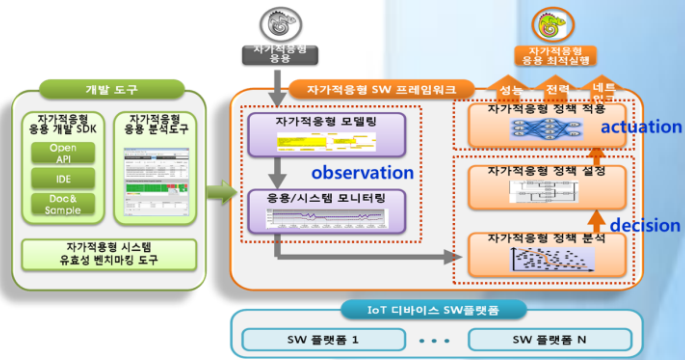 자가적응형
응용
자가적응형
응용 최적실행
개발 도구
자가적응형
응용 개발 SDK
Open
API
IDE
Doc&
Sample
자가적응형
응용 분석도구
자가적응형 시스템
유효성 벤치마킹 도구
자가적응형 SW 프레임워크
성능
전력
네트
워크
자가적응형 모델링
observation
응용/시스템 모니터링
자가적응형 정책 적용
actuation
자가적응형 정책 설정
decision
자가적응형 정책 분석
IoT 디바이스 SW플랫폼
SW 플랫폼 1
• • •
SW 플랫폼 N